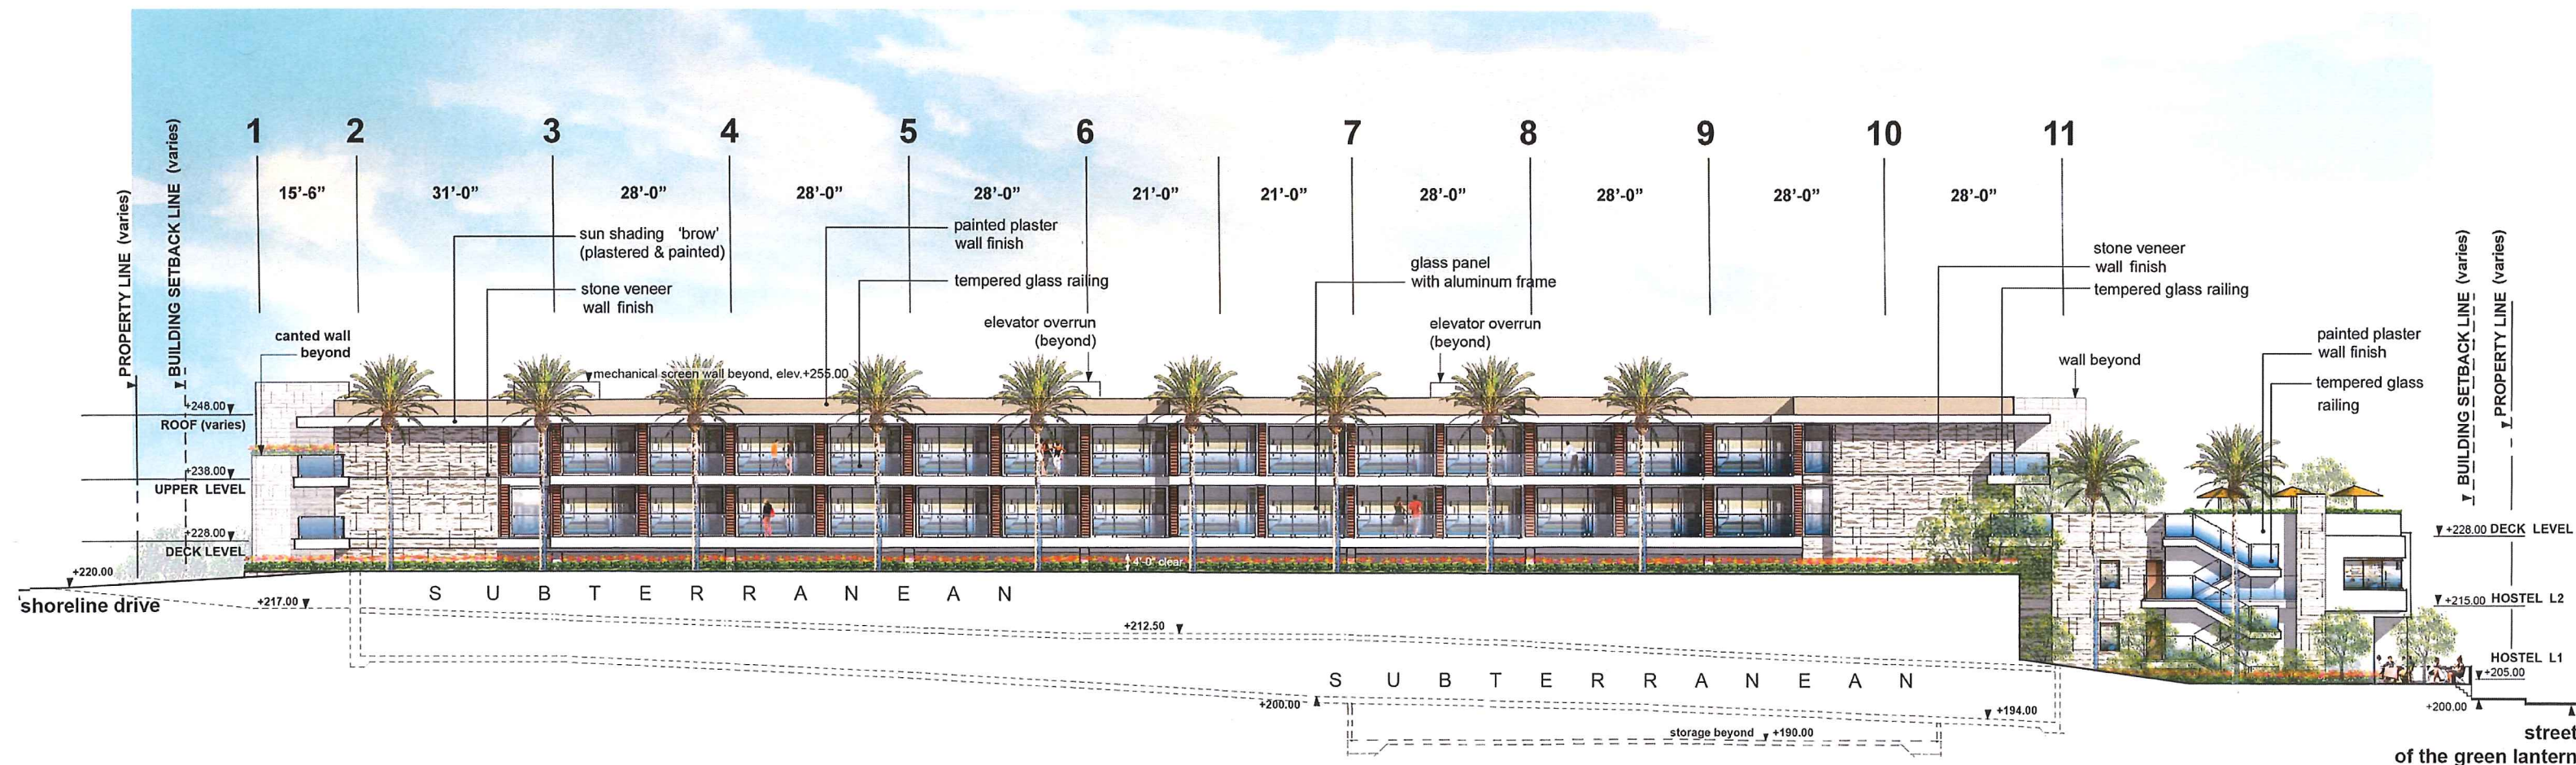 1 2 3 4 5 6 7 8 9 10 11
15'-6” 31'-0” 28'-0” 28'-0” 28'-0” 21'-0” 21'-0” 28'-0” 28'-0” 28'-0” 28'-0”
PROPERTY LINE (varies)
BUILDING SETBACK LINE (varies)
sun shading 'brow'
(plastered & painted)
stone veneer
wall finish
painted plaster
wall finish
tempered glass railing
glass panel
with aluminum frame
stone veneer
wall finish
tempered glass railing
canted wall
beyond
elevator overrun
(beyond)
elevator overrun
(beyond)
wall beyond
painted plaster
wall finish
tempered glass
railing
BUILDING SETBACK LINE (varies)
PROPERTY LINE (varies)
mechanical screen wall beyond, elev.+255.00
+248.00
ROOF (varies)
+238.00
UPPER LEVEL
+228.00
DECK LEVEL
+220.00
shoreline drive
+217.00
SUBTERRANEAN
4'-0" clear
+212.50
SUBTERRANEAN
+200.00
+194.00
storage beyond +190.00
+228.00 DECK LEVEL
+215.00 HOSTEL L2
HOSTEL L1
+205.00
+200.00
street
of the green lantern